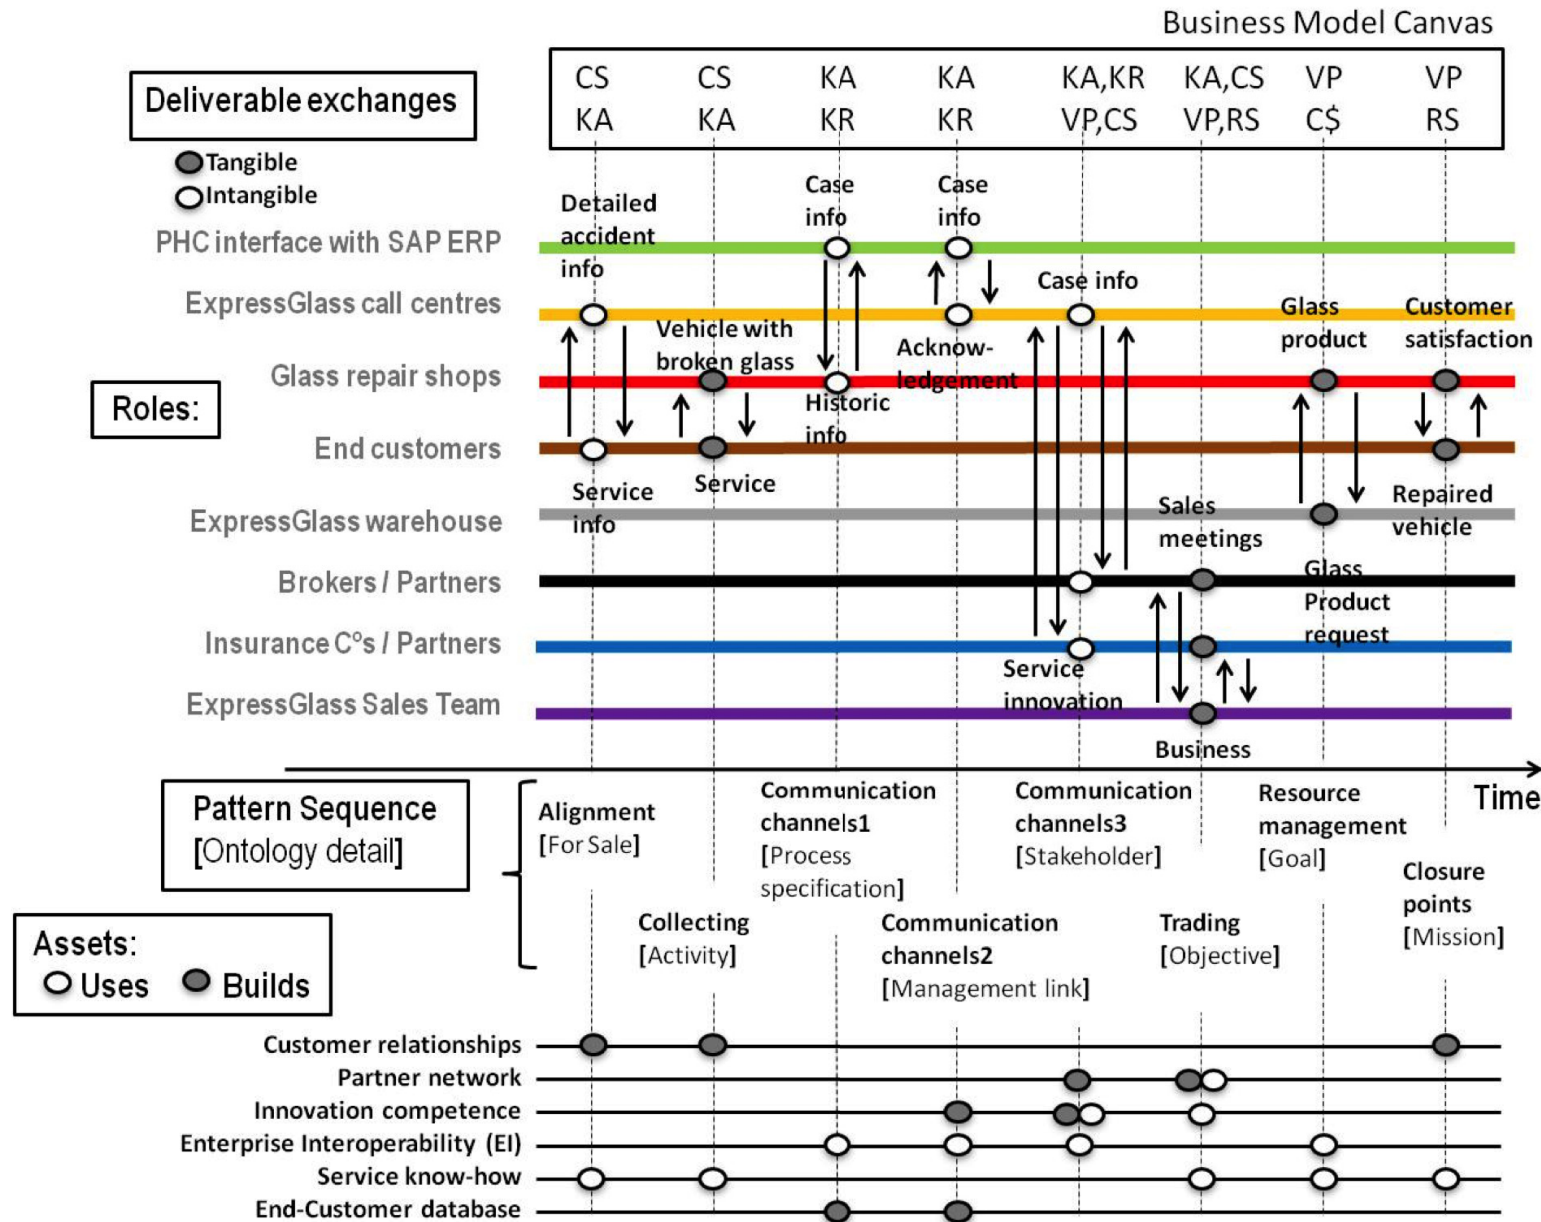 Business Model Canvas
CS CS KA KA KA,KR KA,CS VP VP
KA KA KR KR VP,CS VP,RS C$ RS
Deliverable exchanges
Tangible
Intangible
Detailed
accident
info
Case
info
Case
info
PHC interface with SAP ERP
ExpressGlass call centres
Case info
Vehicle with
broken glass
Acknow-
ledgement
Glass
product
Customer
satisfaction
Glass repair shops
Roles:
Historic
info
End customers
Service
info
Service
ExpressGlass warehouse
Sales
meetings
Repaired
vehicle
Brokers / Partners
Glass
Product
request
Insurance Cºs / Partners
Service
innovation
ExpressGlass Sales Team
Business
Time
Pattern Sequence
[Ontology detail]
Alignment
[For Sale]
Communication
channels1
[Process
specification]
Communication
channels3
[Stakeholder]
Resource
management
[Goal]
Collecting
[Activity]
Communication
channels2
[Management link]
Trading
[Objective]
Closure
points
[Mission]
Assets:
Uses Builds
Customer relationships
Partner network
Innovation competence
Enterprise Interoperability (EI)
Service know-how
End-Customer database